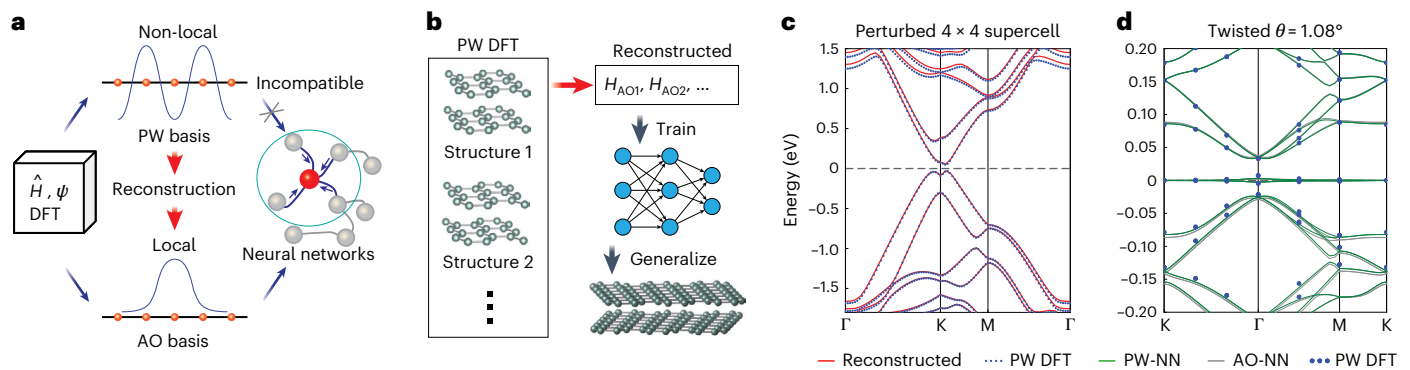 a
Non-local
Incompatible
PW basis
Reconstruction
Ĥ, ψ
DFT
Local
Neural networks
AO basis
b
PW DFT
Structure 1
Structure 2
Reconstructed
H_AO1, H_AO2, ...
Train
Generalize
c
Perturbed 4 × 4 supercell
Energy (eV)
1.5
1.0
0.5
0
−0.5
−1.0
−1.5
Γ K M Γ
Reconstructed PW DFT
d
Twisted θ = 1.08°
0.20
0.15
0.10
0.05
0
−0.05
−0.10
−0.15
−0.20
K Γ M K
PW-NN AO-NN PW DFT